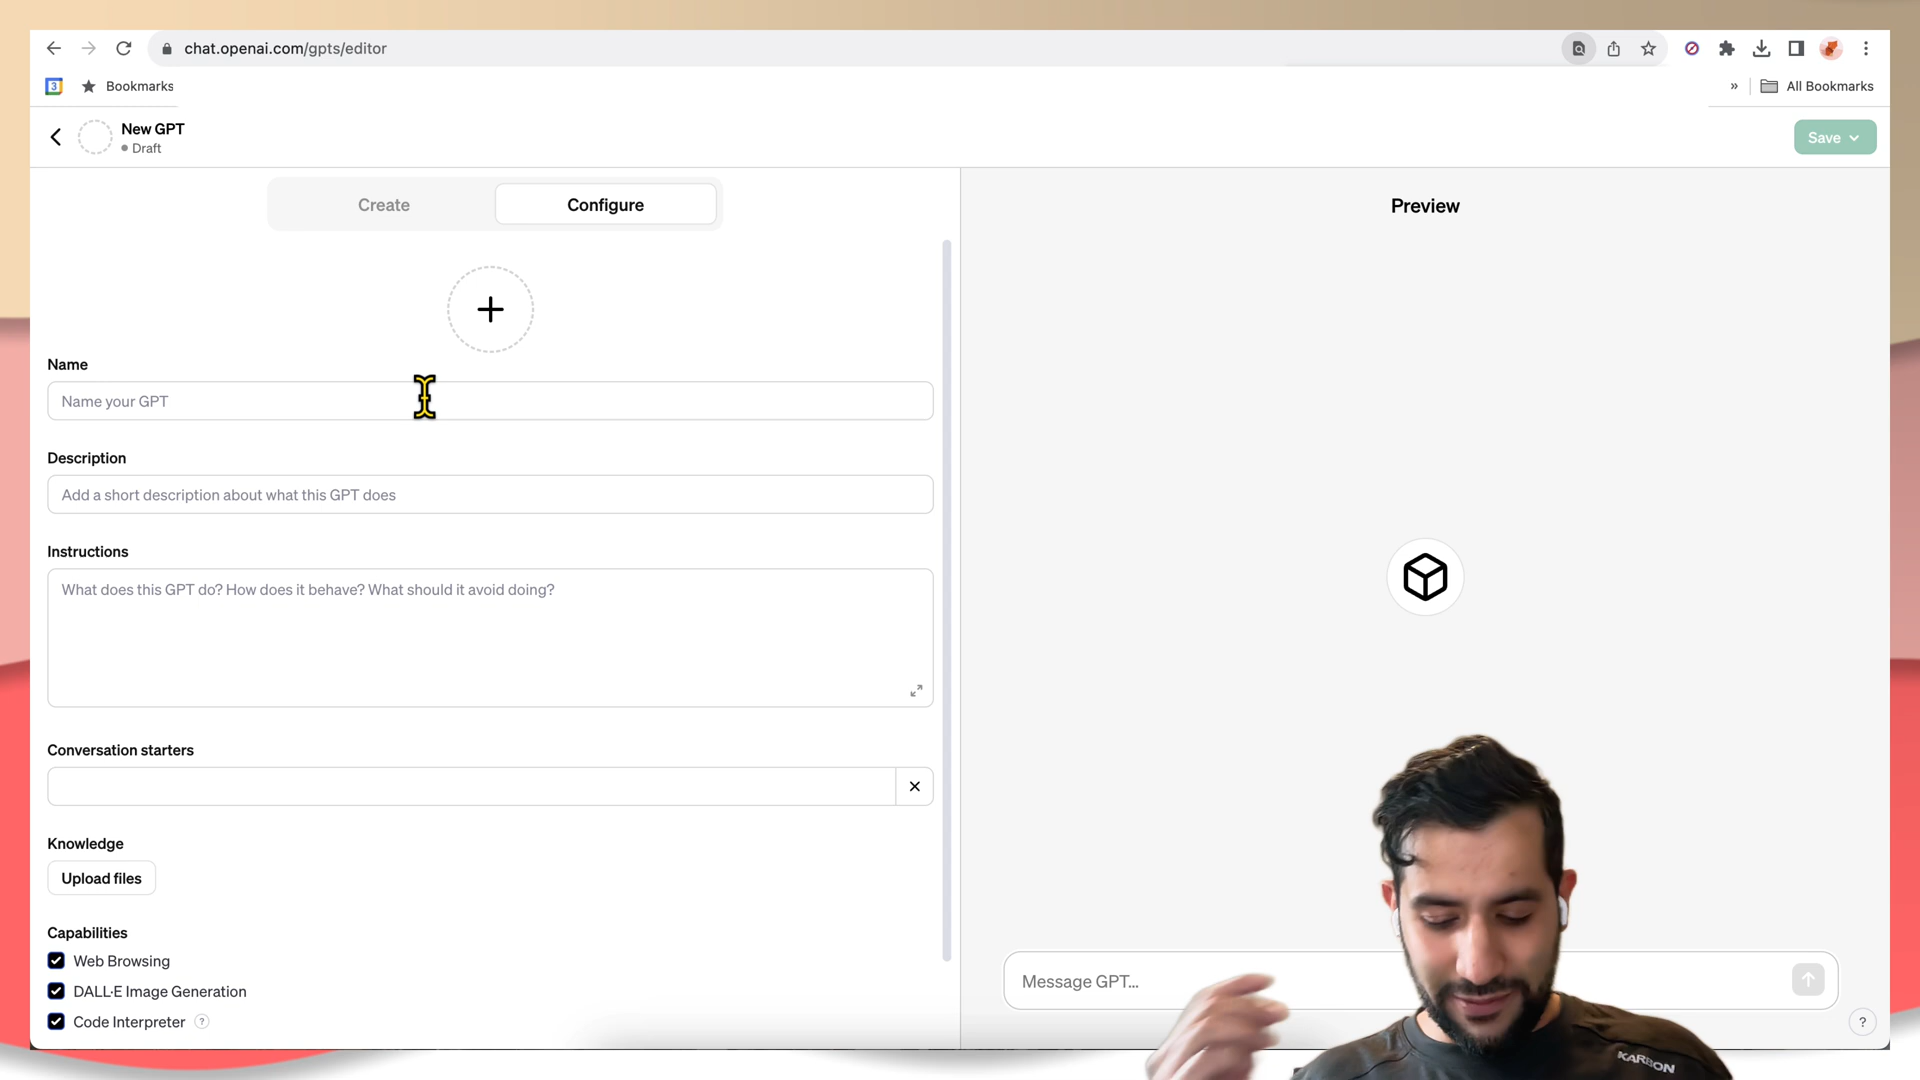 chat.openai.com/gpts/editor
3
Bookmarks
»
All Bookmarks
New GPT
Draft
Save
Create
Configure
Preview
Name
Name your GPT
Description
Add a short description about what this GPT does
Instructions
What does this GPT do? How does it behave? What should it avoid doing?
Conversation starters
Knowledge
Upload files
Capabilities
Web Browsing
DALL·E Image Generation
Code Interpreter ?
Message GPT...
?
KARBON